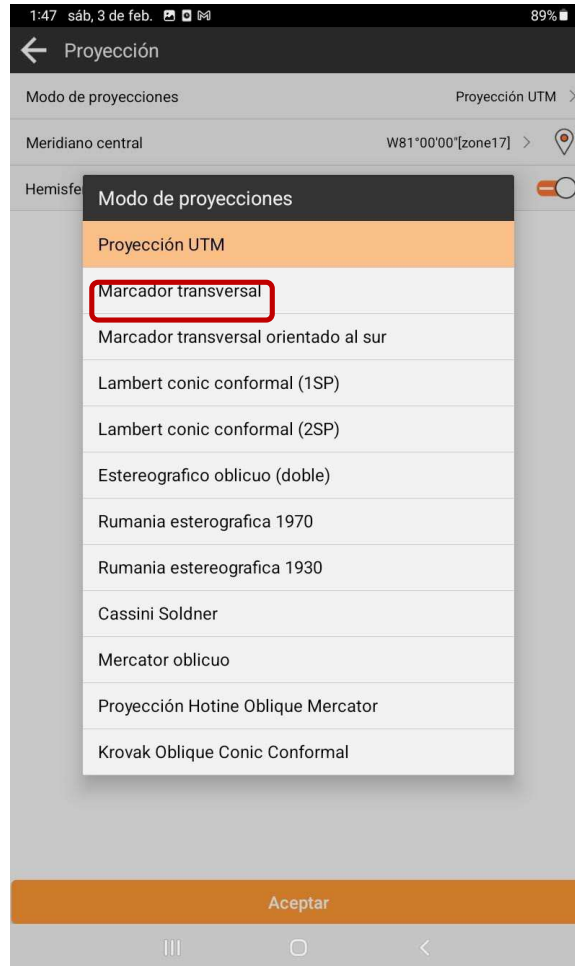 1:47 sáb, 3 de feb. 89%
Proyección
Modo de proyecciones Proyección UTM
Meridiano central W81°00'00"[zone17]
Hemisfe
Modo de proyecciones
Proyección UTM
Marcador transversal
Marcador transversal orientado al sur
Lambert conic conformal (1SP)
Lambert conic conformal (2SP)
Estereografico oblicuo (doble)
Rumania esterografica 1970
Rumania estereografica 1930
Cassini Soldner
Mercator oblicuo
Proyección Hotine Oblique Mercator
Krovak Oblique Conic Conformal
Aceptar